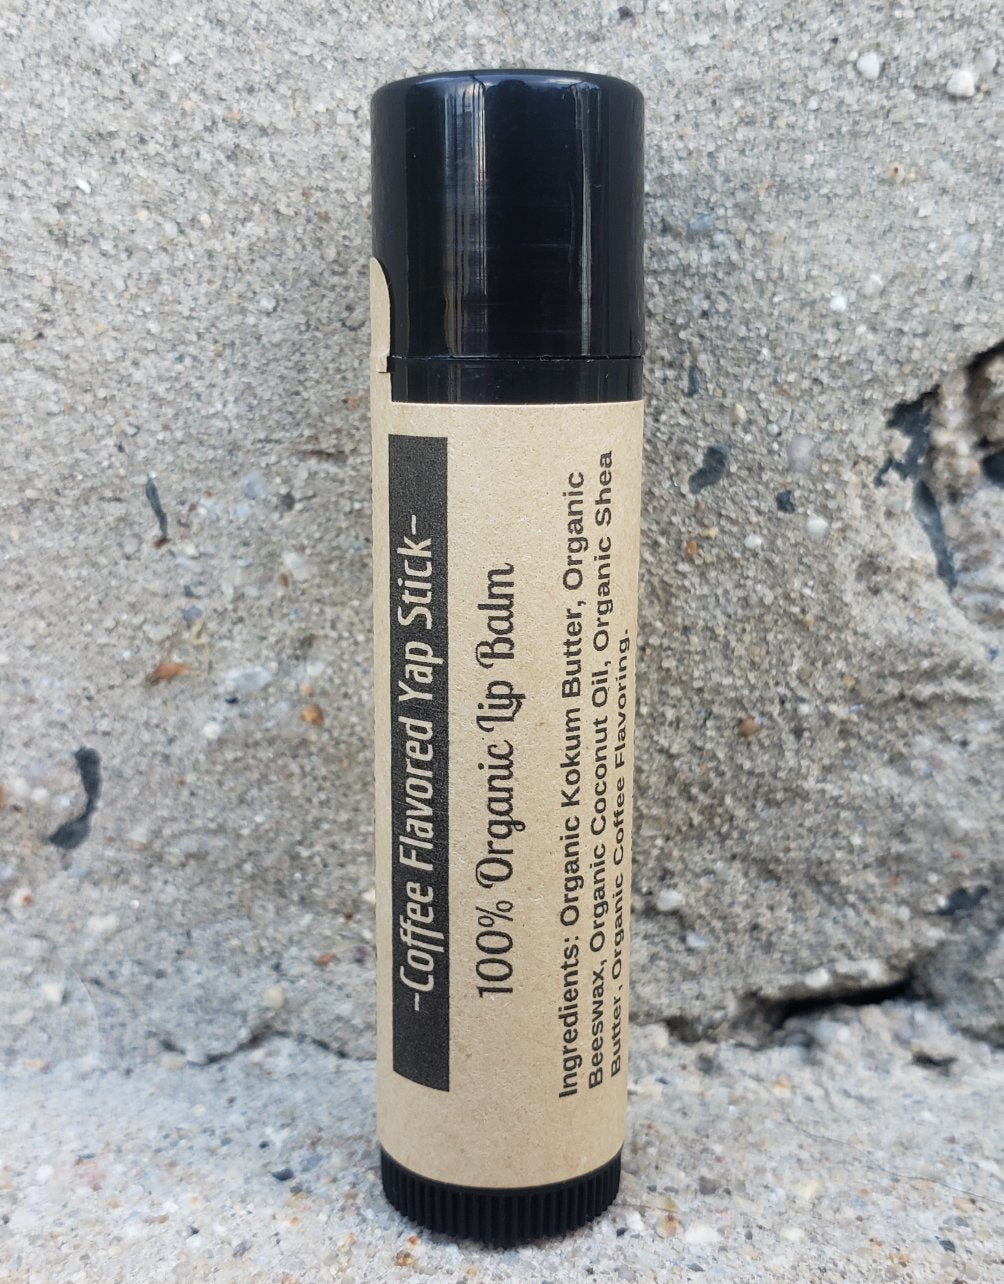 -Coffee Flavored Yap Stick-
100% Organic Lip Balm
Ingredients: Organic Kokum Butter, Organic
Beeswax, Organic Coconut Oil, Organic Shea
Butter, Organic Coffee Flavoring.